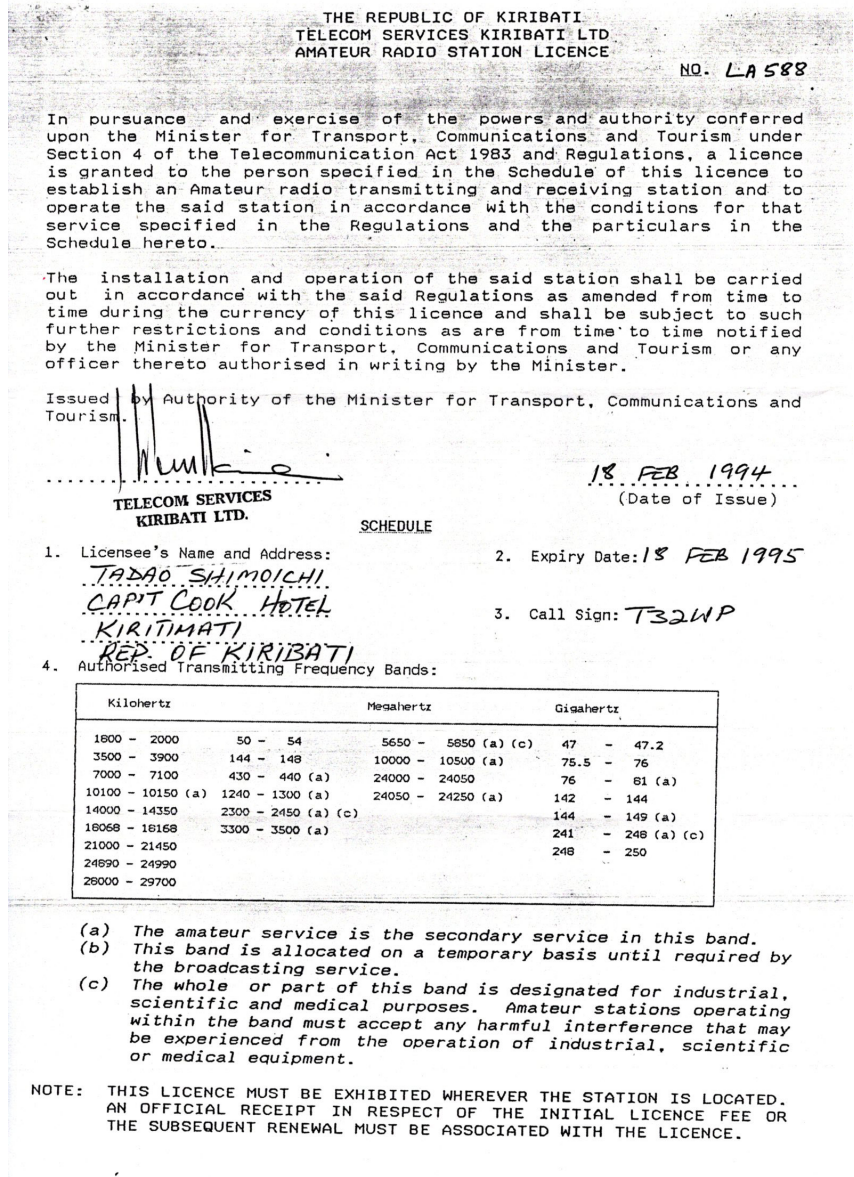 THE REPUBLIC OF KIRIBATI
TELECOM SERVICES KIRIBATI LTD
AMATEUR RADIO STATION LICENCE
NO. LA 588
In pursuance and exercise of the powers and authority conferred
upon the Minister for Transport, Communications and Tourism under
Section 4 of the Telecommunication Act 1983 and Regulations, a licence
is granted to the person specified in the Schedule of this licence to
establish an Amateur radio transmitting and receiving station and to
operate the said station in accordance with the conditions for that
service specified in the Regulations and the particulars in the
Schedule hereto.
The installation and operation of the said station shall be carried
out in accordance with the said Regulations as amended from time to
time during the currency of this licence and shall be subject to such
further restrictions and conditions as are from time to time notified
by the Minister for Transport, Communications and Tourism or any
officer thereto authorised in writing by the Minister.
Issued by Authority of the Minister for Transport, Communications and
Tourism.
18 FEB 1994
(Date of Issue)
TELECOM SERVICES
KIRIBATI LTD.
SCHEDULE
1. Licensee's Name and Address:
TADAO SHIMOICHI
CAPT COOK HOTEL
KIRITIMATI
REP. OF KIRIBATI
2. Expiry Date: 18 FEB 1995
3. Call Sign: T32WP
4. Authorised Transmitting Frequency Bands:
Kilohertz Megahertz Gigahertz
1800 - 2000 50 - 54 5650 - 5850 (a) (c) 47 - 47.2
3500 - 3900 144 - 148 10000 - 10500 (a) 75.5 - 76
7000 - 7100 430 - 440 (a) 24000 - 24050 76 - 81 (a)
10100 - 10150 (a) 1240 - 1300 (a) 24050 - 24250 (a) 142 - 144
14000 - 14350 2300 - 2450 (a) (c) 144 - 149 (a)
18068 - 18168 3300 - 3500 (a) 241 - 248 (a) (c)
21000 - 21450 248 - 250
24890 - 24990
28000 - 29700
(a) The amateur service is the secondary service in this band.
(b) This band is allocated on a temporary basis until required by
the broadcasting service.
(c) The whole or part of this band is designated for industrial,
scientific and medical purposes. Amateur stations operating
within the band must accept any harmful interference that may
be experienced from the operation of industrial, scientific
or medical equipment.
NOTE: THIS LICENCE MUST BE EXHIBITED WHEREVER THE STATION IS LOCATED.
AN OFFICIAL RECEIPT IN RESPECT OF THE INITIAL LICENCE FEE OR
THE SUBSEQUENT RENEWAL MUST BE ASSOCIATED WITH THE LICENCE.